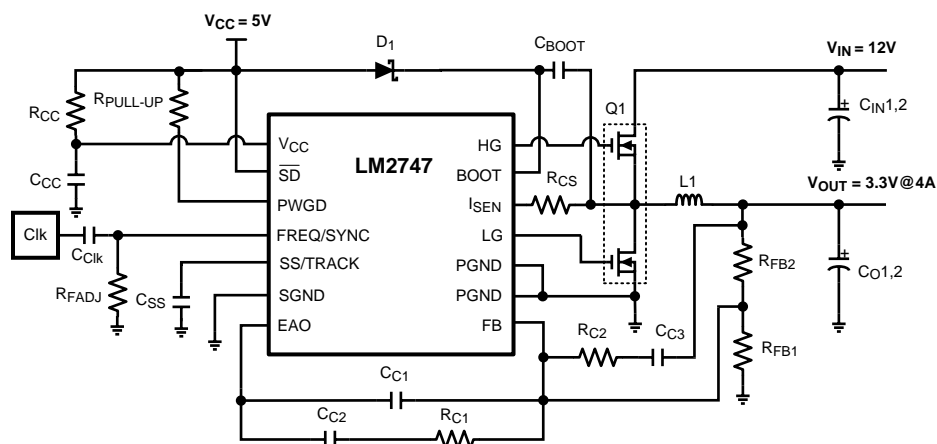 VCC = 5V
D1
CBOOT
VIN = 12V
RCC
RPULL-UP
Q1
CIN1,2
VCC
LM2747
HG
SD
BOOT
CCC
RCS
L1
VOUT = 3.3V@4A
PWGD
ISEN
Clk
CClk
FREQ/SYNC
LG
SS/TRACK
PGND
RFB2
CO1,2
RFADJ
CSS
SGND
PGND
EAO
FB
RC2
CC3
RFB1
CC1
CC2
RC1